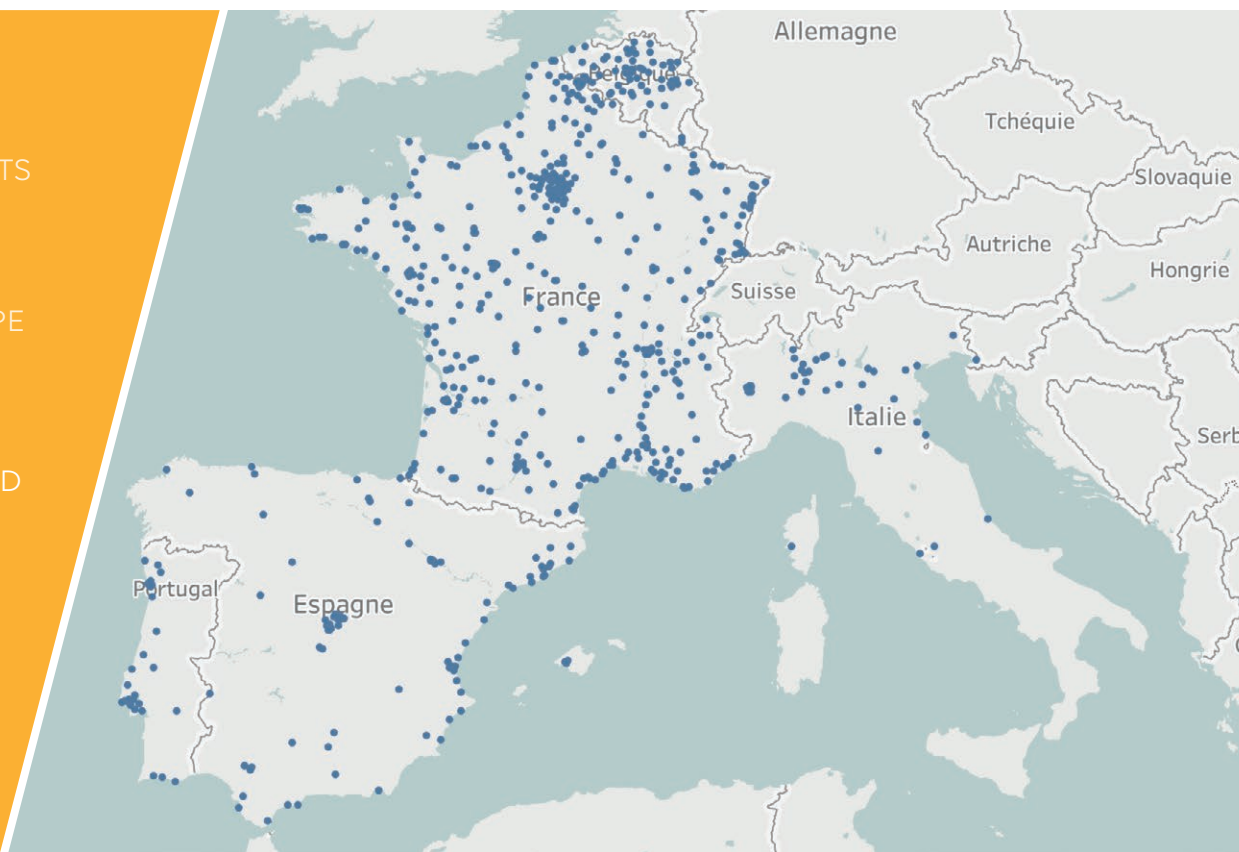 TS
PE
D
Allemagne
Belgique
Tchéquie
Slovaquie
Autriche
Hongrie
Suisse
France
Italie
Serb
Portugal
Espagne